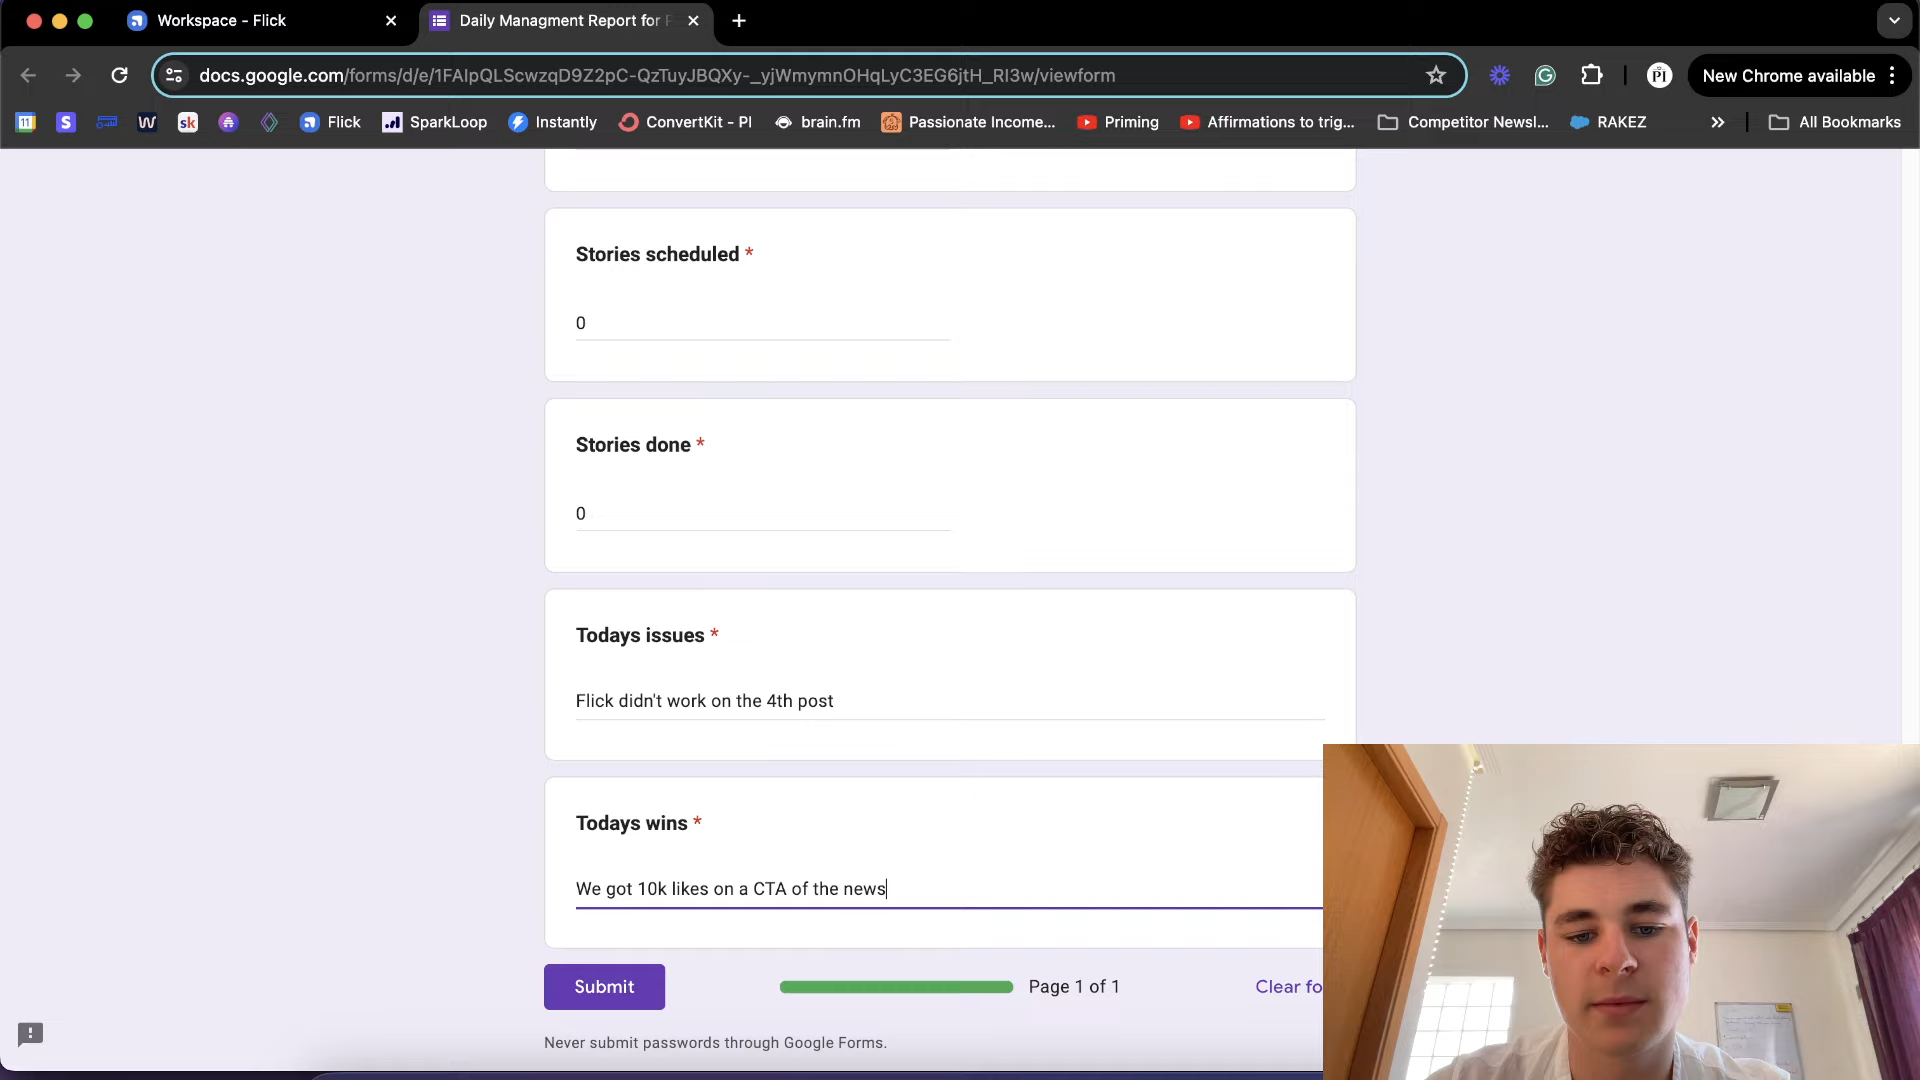 Workspace - Flick
Daily Managment Report for
docs.google.com/forms/d/e/1FAIpQLScwzqD9Z2pC-QzTuyJBQXy-_yjWmymnOHqLyC3EG6jtH_RI3w/viewform
PI
New Chrome available
11
S
W
sk
Flick
SparkLoop
Instantly
ConvertKit - PI
brain.fm
Passionate Income...
Priming
Affirmations to trig...
Competitor Newsl...
RAKEZ
All Bookmarks
Stories scheduled *
0
Stories done *
0
Todays issues *
Flick didn't work on the 4th post
Todays wins *
We got 10k likes on a CTA of the news
Submit
Page 1 of 1
Clear fo
Never submit passwords through Google Forms.